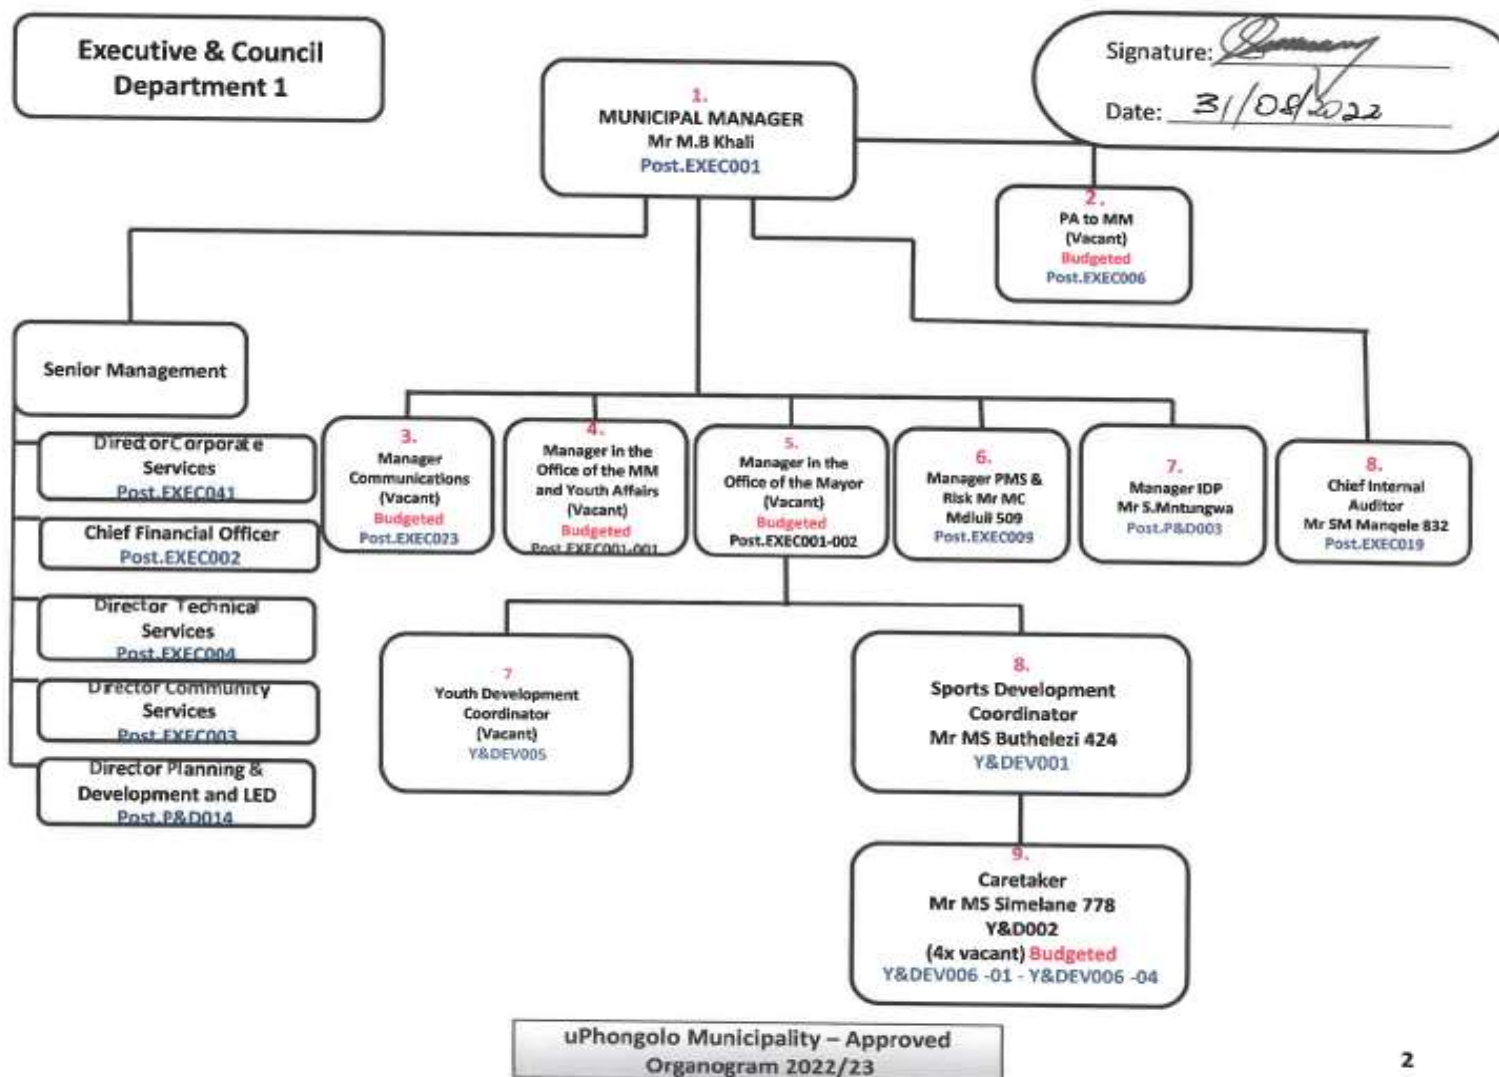 Executive & Council
Department 1
Signature:
Date: 31/08/2022
1.
MUNICIPAL MANAGER
Mr M.B Khali
Post.EXEC001
2.
PA to MM
(Vacant)
Budgeted
Post.EXEC006
Senior Management
Director Corporate
Services
Post.EXEC041
Chief Financial Officer
Post.EXEC002
Director Technical
Services
Post.EXEC004
Director Community
Services
Post.EXEC003
Director Planning &
Development and LED
Post.P&D014
3.
Manager
Communications
(Vacant)
Budgeted
Post.EXEC023
4.
Manager in the
Office of the MM
and Youth Affairs
(Vacant)
Budgeted
Post.EXEC001-001
5.
Manager in the
Office of the Mayor
(Vacant)
Budgeted
Post.EXEC001-002
6.
Manager PMS &
Risk Mr MC
Mdluli 509
Post.EXEC009
7.
Manager IDP
Mr S.Mntungwa
Post.P&D003
8.
Chief Internal
Auditor
Mr SM Manqele 832
Post.EXEC019
7
Youth Development
Coordinator
(Vacant)
Y&DEV005
8.
Sports Development
Coordinator
Mr MS Buthelezi 424
Y&DEV001
9.
Caretaker
Mr MS Simelane 778
Y&D002
(4x vacant) Budgeted
Y&DEV006 -01 - Y&DEV006 -04
uPhongolo Municipality – Approved
Organogram 2022/23
2